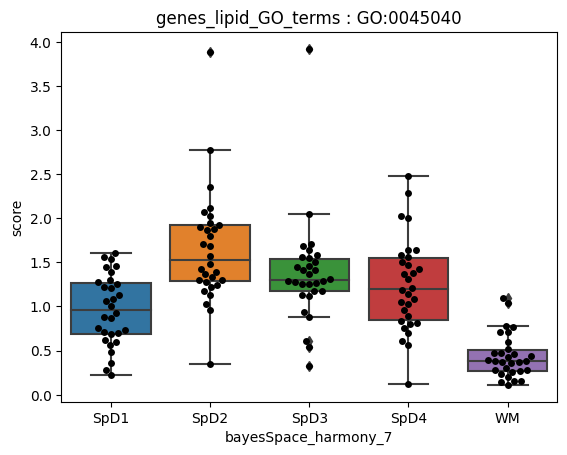 genes_lipid_GO_terms : GO:0045040
4.0
3.5
3.0
2.5
2.0
1.5
1.0
0.5
0.0
score
SpD1 SpD2 SpD3 SpD4 WM
bayesSpace_harmony_7